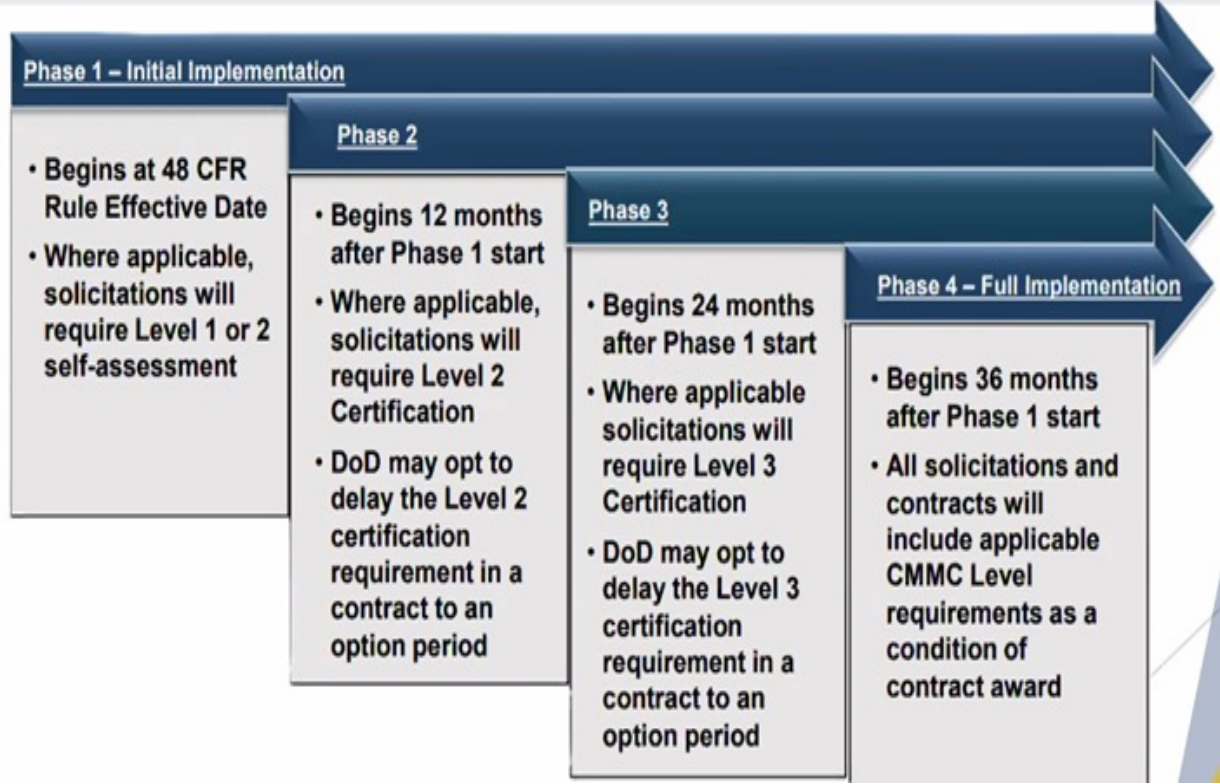 Phase 1 – Initial Implementation
• Begins at 48 CFR
Rule Effective Date
• Where applicable,
solicitations will
require Level 1 or 2
self-assessment
Phase 2
• Begins 12 months
after Phase 1 start
• Where applicable,
solicitations will
require Level 2
Certification
• DoD may opt to
delay the Level 2
certification
requirement in a
contract to an
option period
Phase 3
• Begins 24 months
after Phase 1 start
• Where applicable
solicitations will
require Level 3
Certification
• DoD may opt to
delay the Level 3
certification
requirement in a
contract to an
option period
Phase 4 – Full Implementation
• Begins 36 months
after Phase 1 start
• All solicitations and
contracts will
include applicable
CMMC Level
requirements as a
condition of
contract award